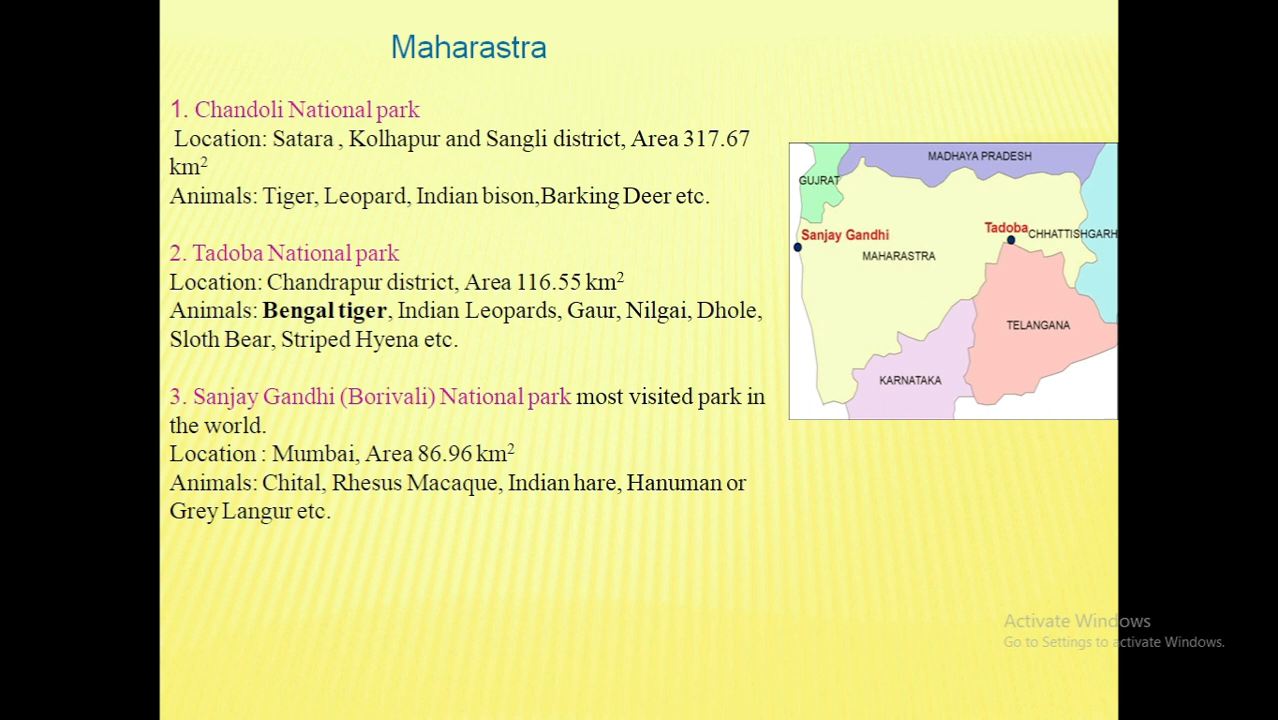 Maharastra
1. Chandoli National park
Location: Satara , Kolhapur and Sangli district, Area 317.67
km²
Animals: Tiger, Leopard, Indian bison,Barking Deer etc.
2. Tadoba National park
Location: Chandrapur district, Area 116.55 km²
Animals: Bengal tiger, Indian Leopards, Gaur, Nilgai, Dhole,
Sloth Bear, Striped Hyena etc.
3. Sanjay Gandhi (Borivali) National park most visited park in
the world.
Location : Mumbai, Area 86.96 km²
Animals: Chital, Rhesus Macaque, Indian hare, Hanuman or
Grey Langur etc.
MADHAYA PRADESH
GUJRAT
Sanjay Gandhi
Tadoba
CHHATTISHGARH
MAHARASTRA
TELANGANA
KARNATAKA
Activate Windows
Go to Settings to activate Windows.